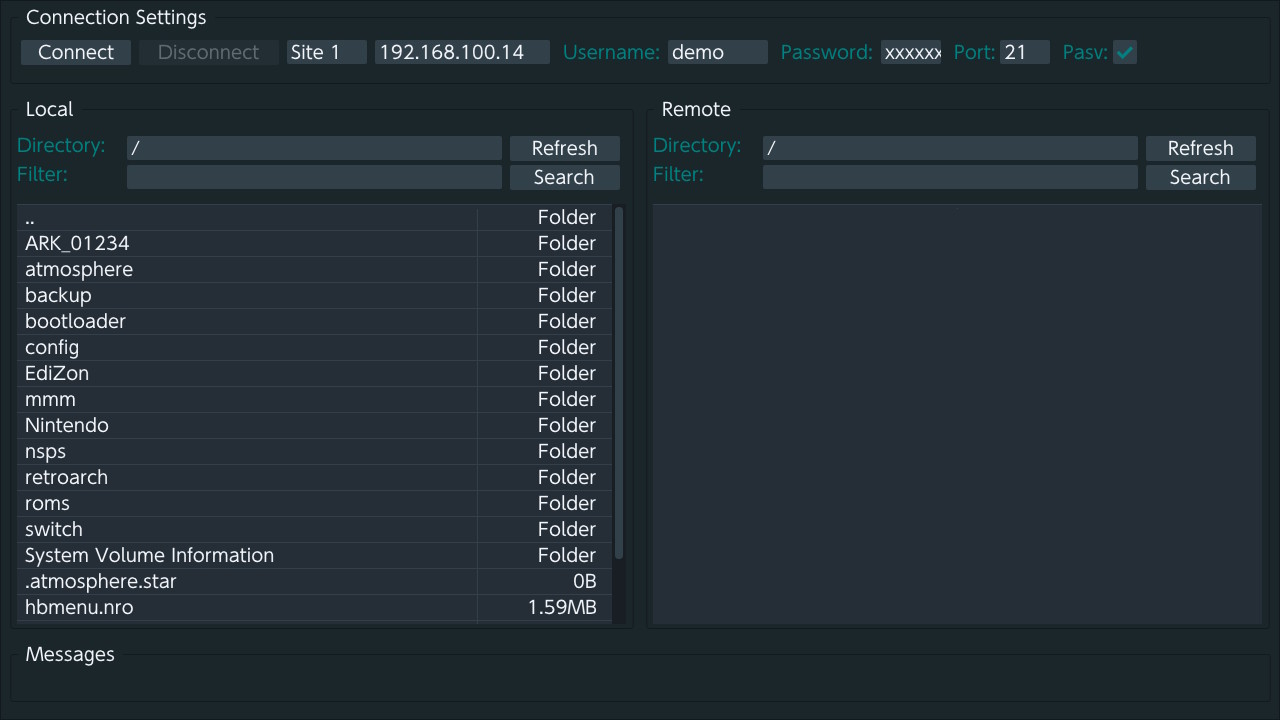 Connection Settings
Connect Disconnect Site 1 192.168.100.14 Username: demo Password: xxxxxx Port: 21 Pasv:
Local
Directory: / Refresh
Filter: Search
.. Folder
ARK_01234 Folder
atmosphere Folder
backup Folder
bootloader Folder
config Folder
EdiZon Folder
mmm Folder
Nintendo Folder
nsps Folder
retroarch Folder
roms Folder
switch Folder
System Volume Information Folder
.atmosphere.star 0B
hbmenu.nro 1.59MB
Remote
Directory: / Refresh
Filter: Search
Messages